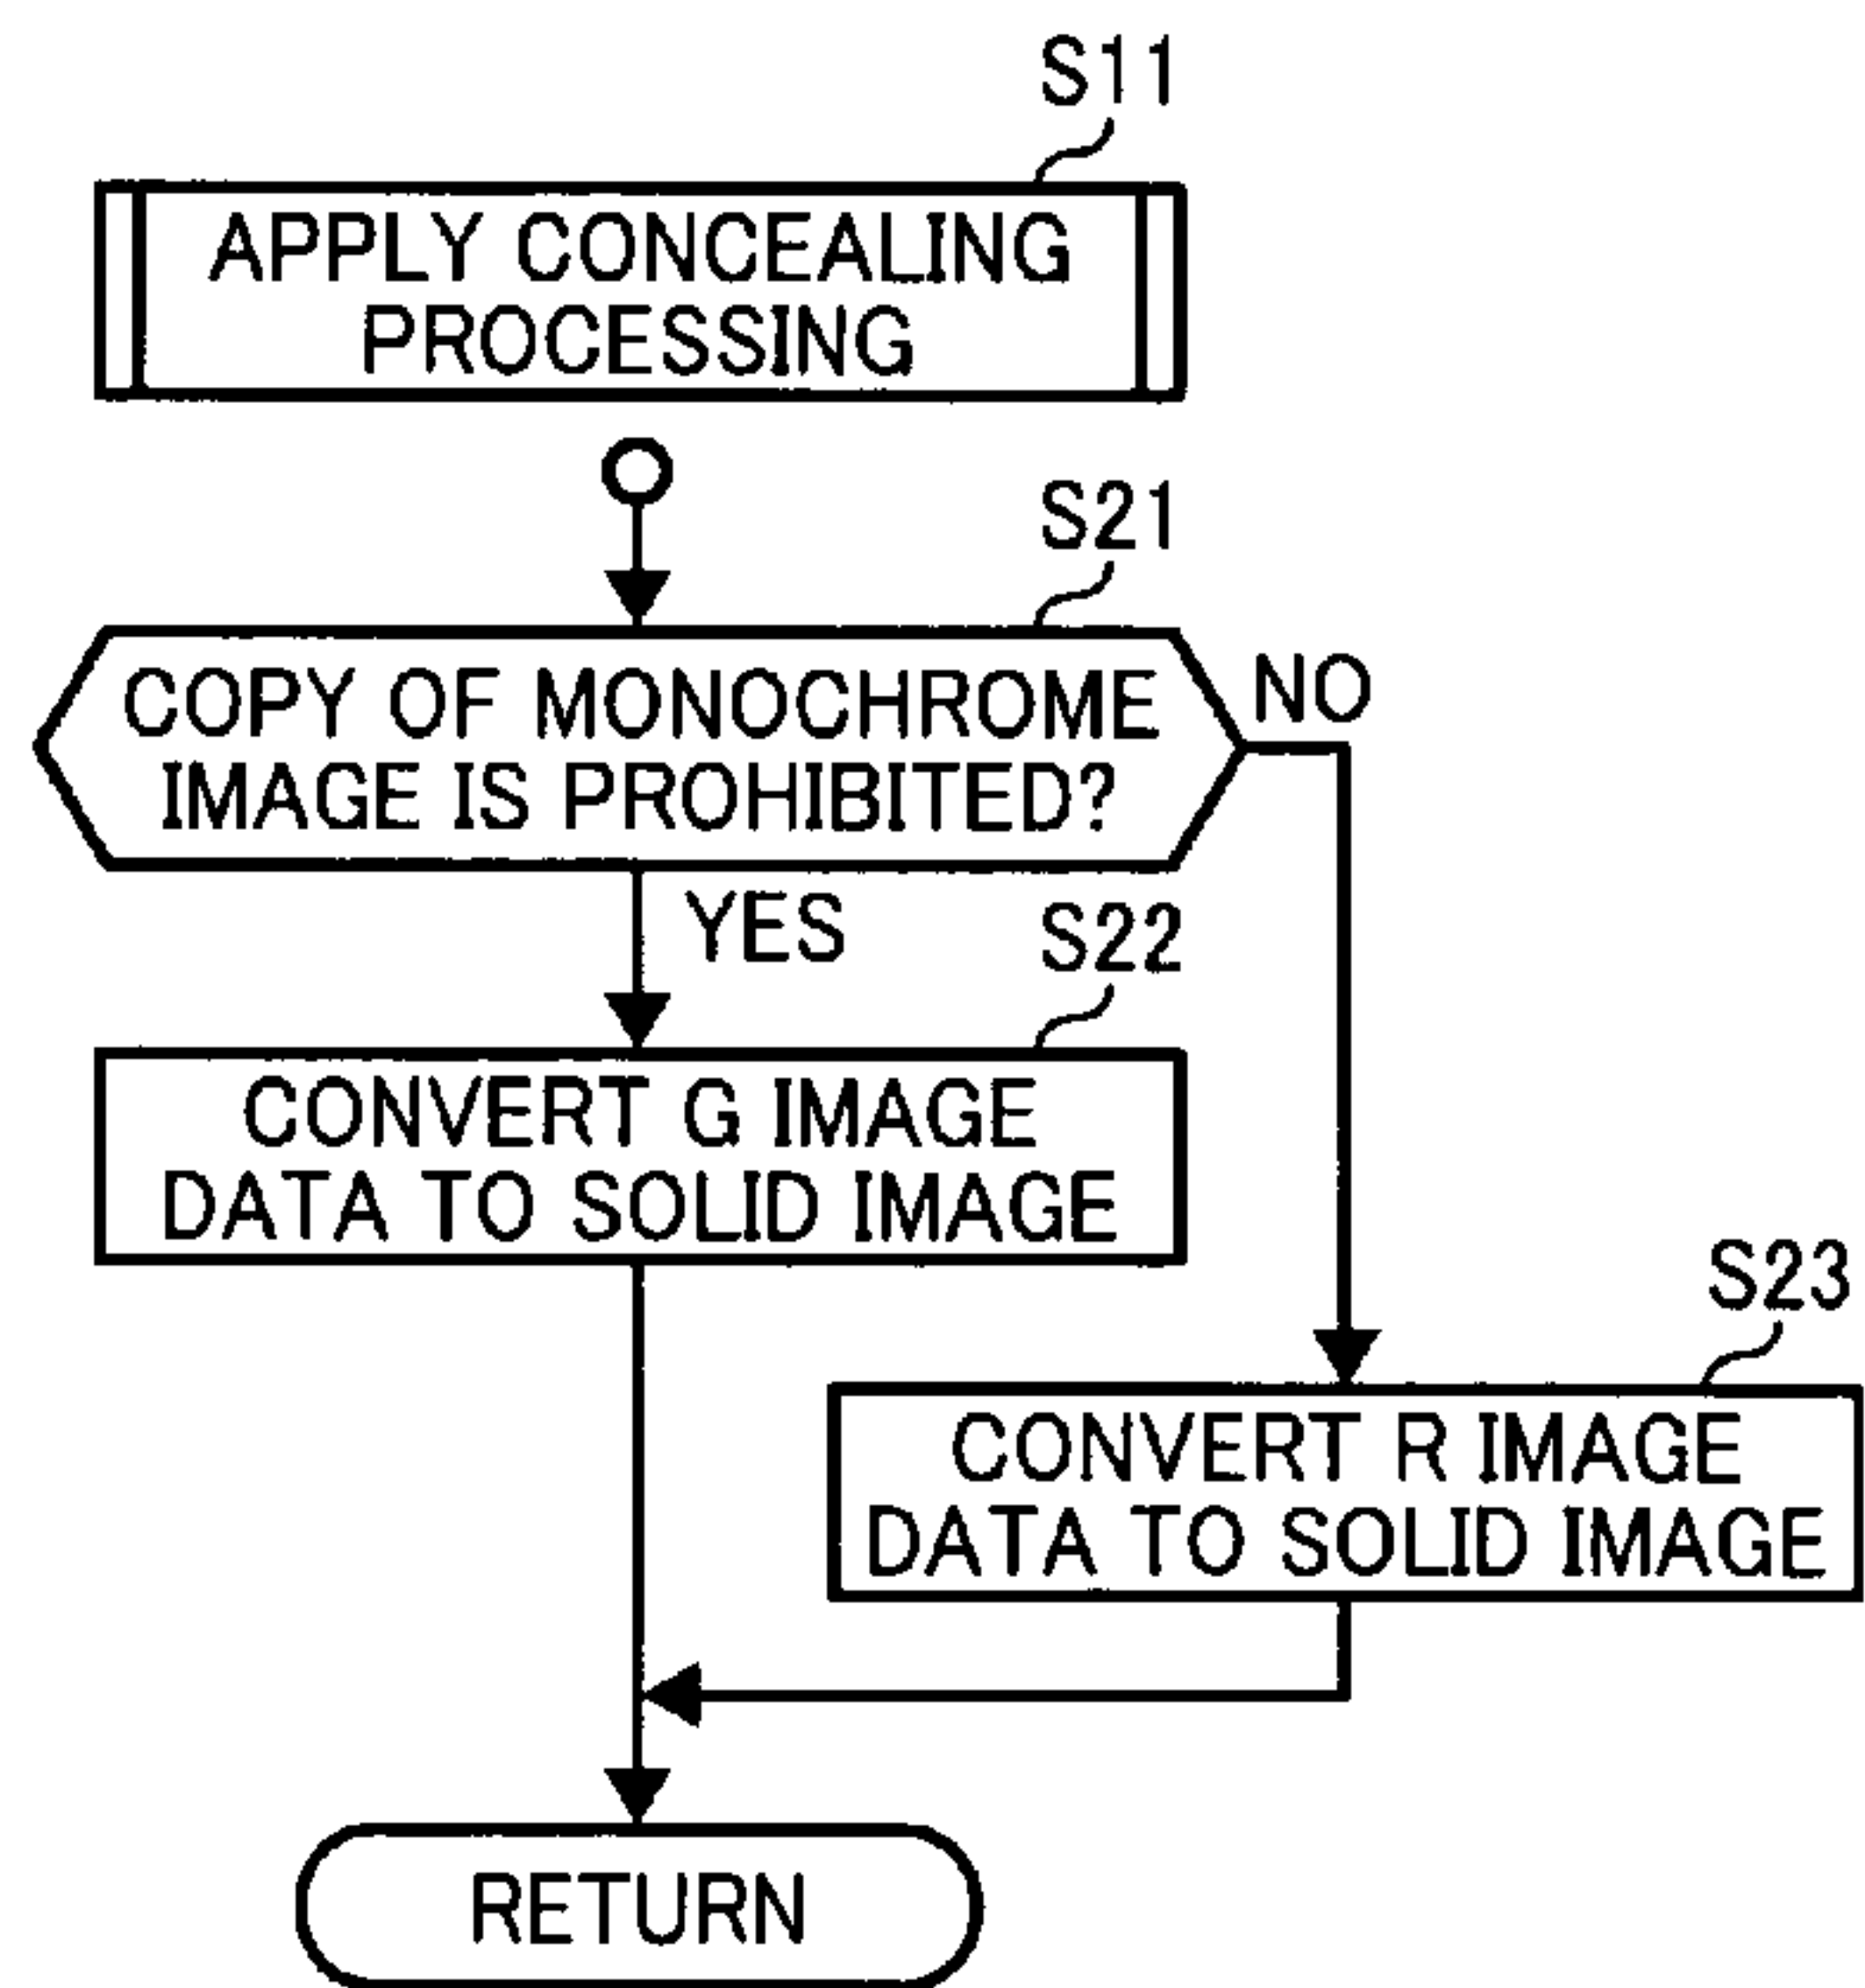 S11
APPLY CONCEALING
PROCESSING
S21
COPY OF MONOCHROME
IMAGE IS PROHIBITED?
NO
YES
S22
CONVERT G IMAGE
DATA TO SOLID IMAGE
S23
CONVERT R IMAGE
DATA TO SOLID IMAGE
RETURN